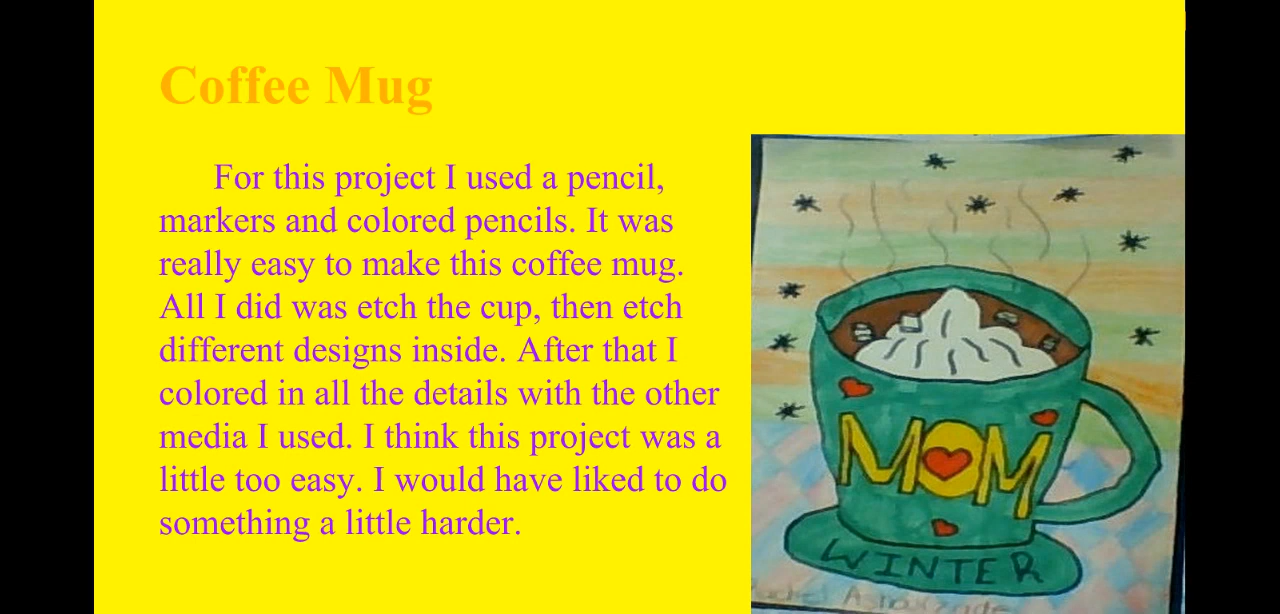 Coffee Mug
For this project I used a pencil,
markers and colored pencils. It was
really easy to make this coffee mug.
All I did was etch the cup, then etch
different designs inside. After that I
colored in all the details with the other
media I used. I think this project was a
little too easy. I would have liked to do
something a little harder.
MOM
WINTER